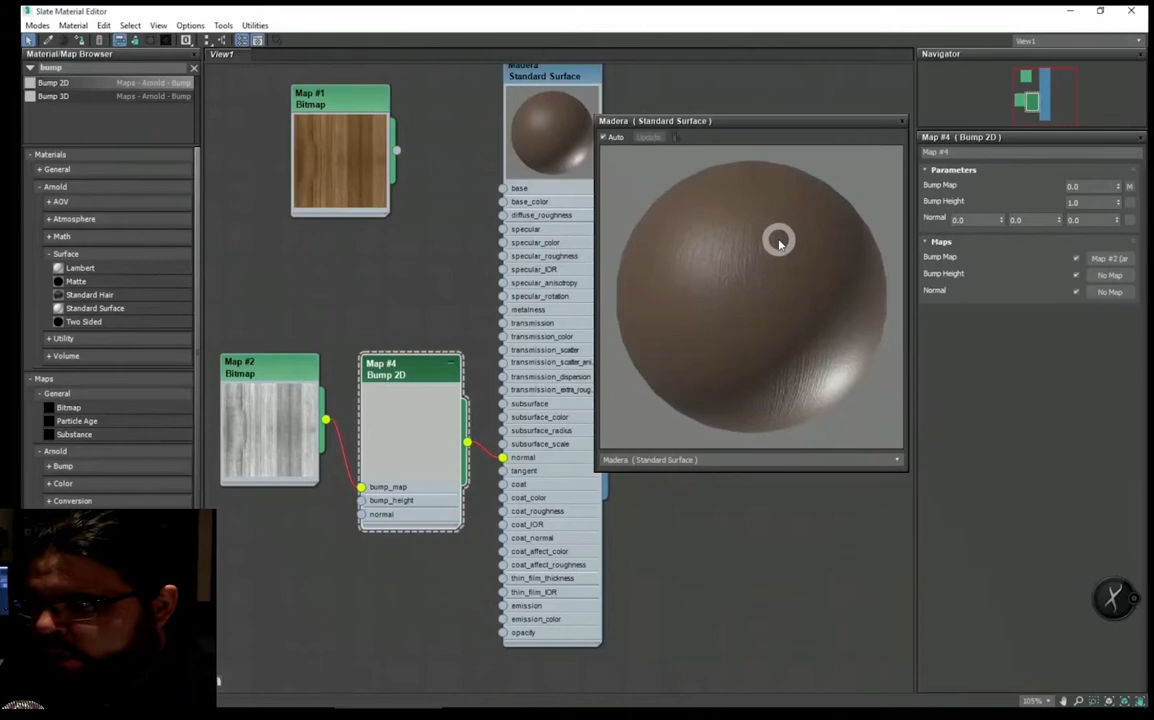 Slate Material Editor
Modes Material Edit Select View Options Tools Utilities
View1
Material/Map Browser
View1
Navigator
bump
Bump 2D Maps - Arnold - Bump
Bump 3D Maps - Arnold - Bump
- Materials
+ General
- Arnold
+ AOV
+ Atmosphere
+ Math
- Surface
Lambert
Matte
Standard Hair
Standard Surface
Two Sided
+ Utility
+ Volume
- Maps
- General
Bitmap
Particle Age
Substance
- Arnold
+ Bump
+ Color
+ Conversion
Map #1
Bitmap
Map #2
Bitmap
Map #4
Bump 2D
bump_map
bump_height
normal
Madera
Standard Surface
base
base_color
diffuse_roughness
specular
specular_color
specular_roughness
specular_IOR
specular_anisotropy
specular_rotation
metalness
transmission
transmission_color
transmission_scatter
transmission_scatter_ani...
transmission_dispersion
transmission_extra_roug...
subsurface
subsurface_color
subsurface_radius
subsurface_scale
normal
tangent
coat
coat_color
coat_roughness
coat_IOR
coat_normal
coat_affect_color
coat_affect_roughness
thin_film_thickness
thin_film_IOR
emission
emission_color
opacity
Madera ( Standard Surface )
Auto Update
Madera ( Standard Surface )
Map #4 ( Bump 2D )
Map #4
Parameters
Bump Map 0.0 M
Bump Height 1.0
Normal 0.0 0.0 0.0
Maps
Bump Map Map #2 (ar
Bump Height No Map
Normal No Map
105%